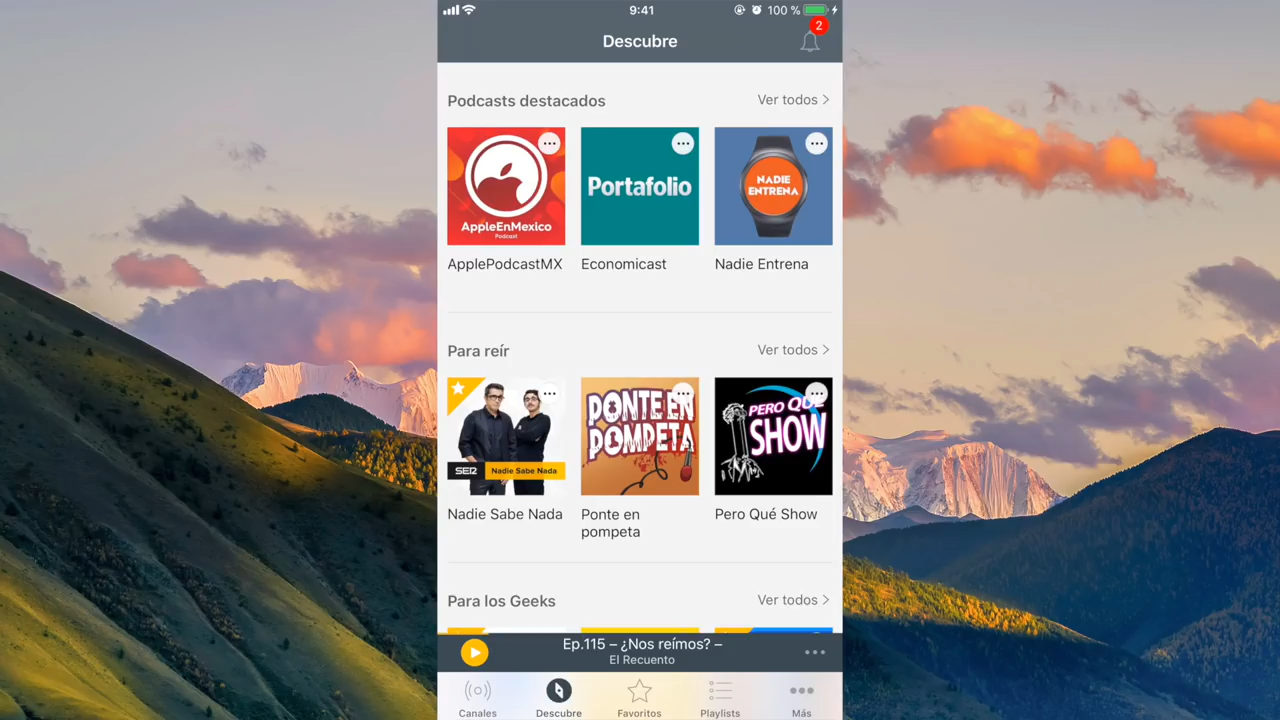 9:41
100 %
Descubre
2
Podcasts destacados
Ver todos
AppleEnMexico
Podcast
Portafolio
NADIE
ENTRENA
ApplePodcastMX
Economicast
Nadie Entrena
Para reír
Ver todos
SER
Nadie Sabe Nada
PONTE EN
POMPETA
PERO QUÉ
SHOW
Nadie Sabe Nada
Ponte en
pompeta
Pero Qué Show
Para los Geeks
Ver todos
Ep.115 – ¿Nos reímos? –
El Recuento
Canales
Descubre
Favoritos
Playlists
Más